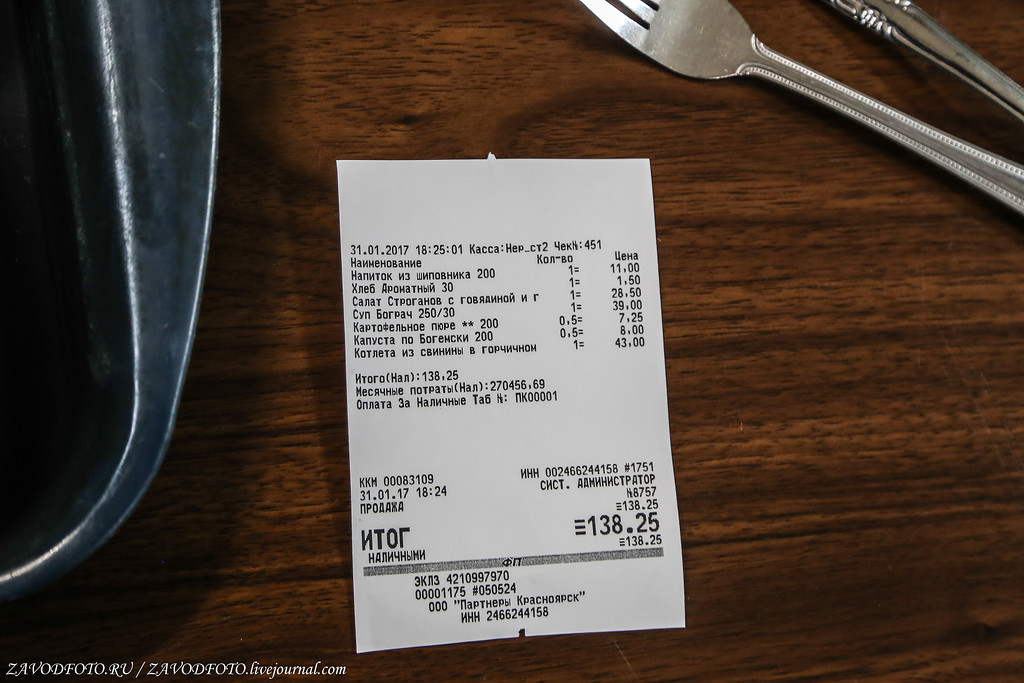 31.01.2017 18:25:01 Касса:Нер_ст2 Чек№:451
Наименование Кол-во Цена
Напиток из шиповника 200 1= 11,00
Хлеб Ароматный 30 1= 1,50
Салат Строганов с говядиной и г 1= 28,50
Суп Бограч 250/30 1= 39,00
Картофельное пюре ** 200 0,5= 7,25
Капуста по Богемски 200 0,5= 8,00
Котлета из свинины в горчичном 1= 43,00
Итого(Нал):138,25
Месячные потраты(Нал):270456,69
Оплата За Наличные Таб №: ПК00001
ККМ 00083109 ИНН 002466244158 #1751
31.01.17 18:24 СИСТ. АДМИНИСТРАТОР
ПРОДАЖА №8757
≡138.25
ИТОГ ≡138.25
НАЛИЧНЫМИ ≡138.25
ФП
ЭКЛЗ 4210997970
00001175 #050524
ООО "Партнеры Красноярск"
ИНН 2466244158
ZAVODFOTO.RU / ZAVODFOTO.livejournal.com